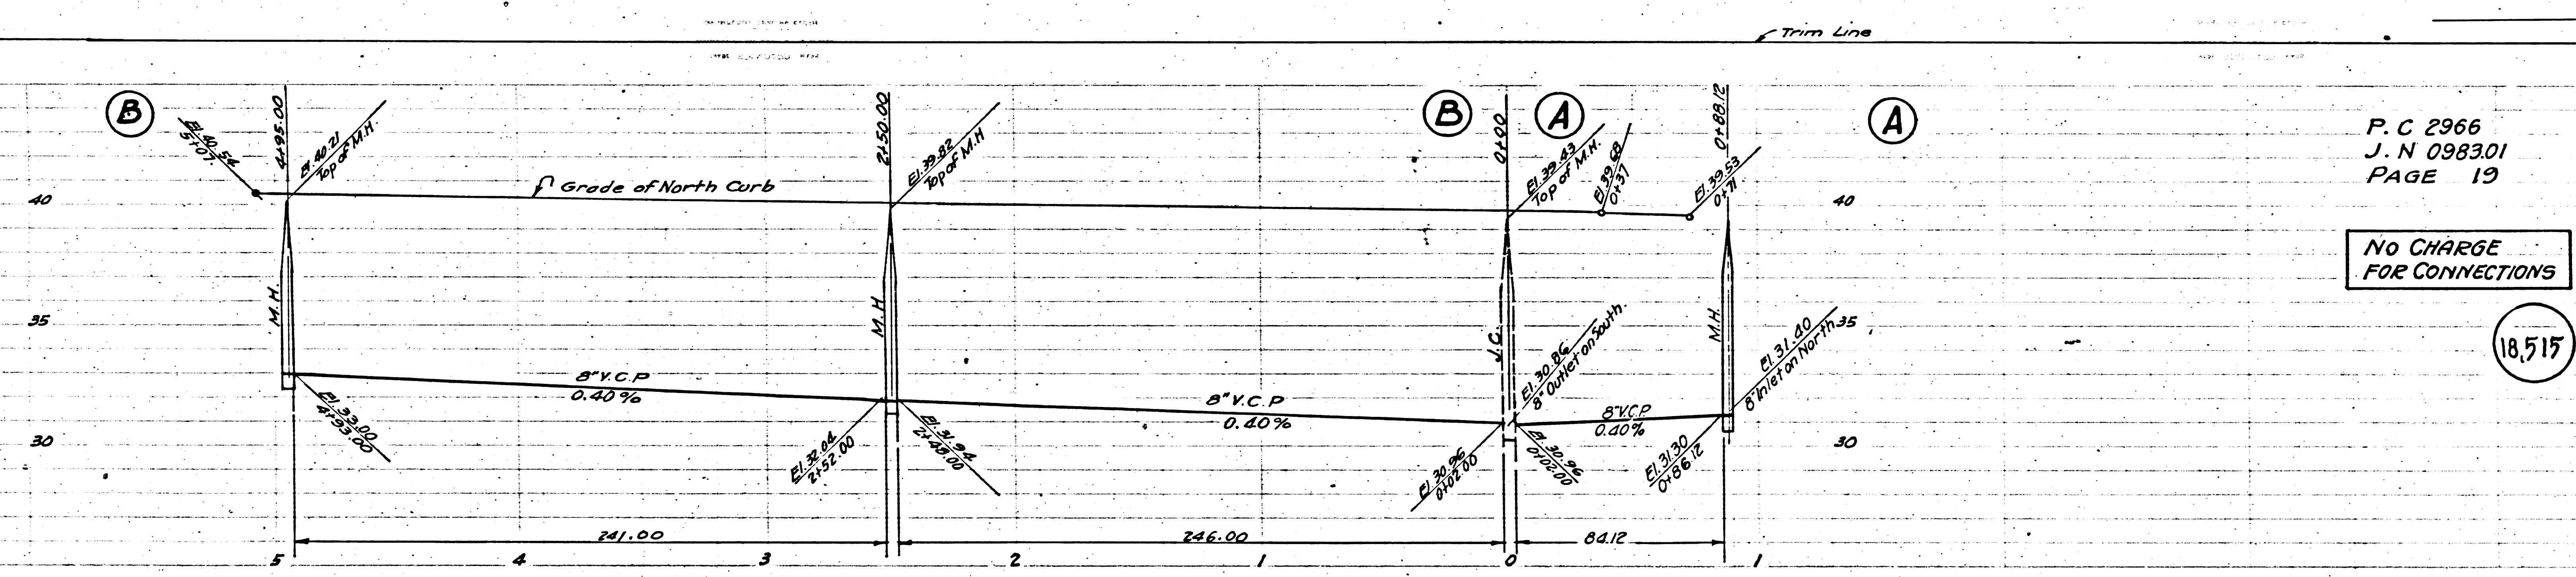 Trim Line
B
B
A
A
El. 40.54
5+07.
4+95.00
El. 40.21
Top of M.H.
2+50.00
El. 39.82
Top of M.H
0+00
El. 39.43
Top of M.H.
El. 39.68
0+37
0+88.12
El. 39.53
0+71
P. C 2966
J. N 0983.01
PAGE 19
Grade of North Curb
40
40
NO CHARGE
FOR CONNECTIONS
18,515
35
35
M.H.
M.H
J.C.
M.H.
El. 30.86
8" Outlet on South.
El. 31.40
8" Inlet on North
8" V.C.P
0.40%
8" V.C.P
0.40%
8" V.C.P.
0.40%
El. 33.00
4+93.00
El. 32.04
2+52.00
El. 31.94
2+48.00
El. 30.96
0+02.00
El. 30.96
0+02.00
El. 31.30
0+86.12
30
30
241.00
246.00
84.12
5
4
3
2
1
0
1